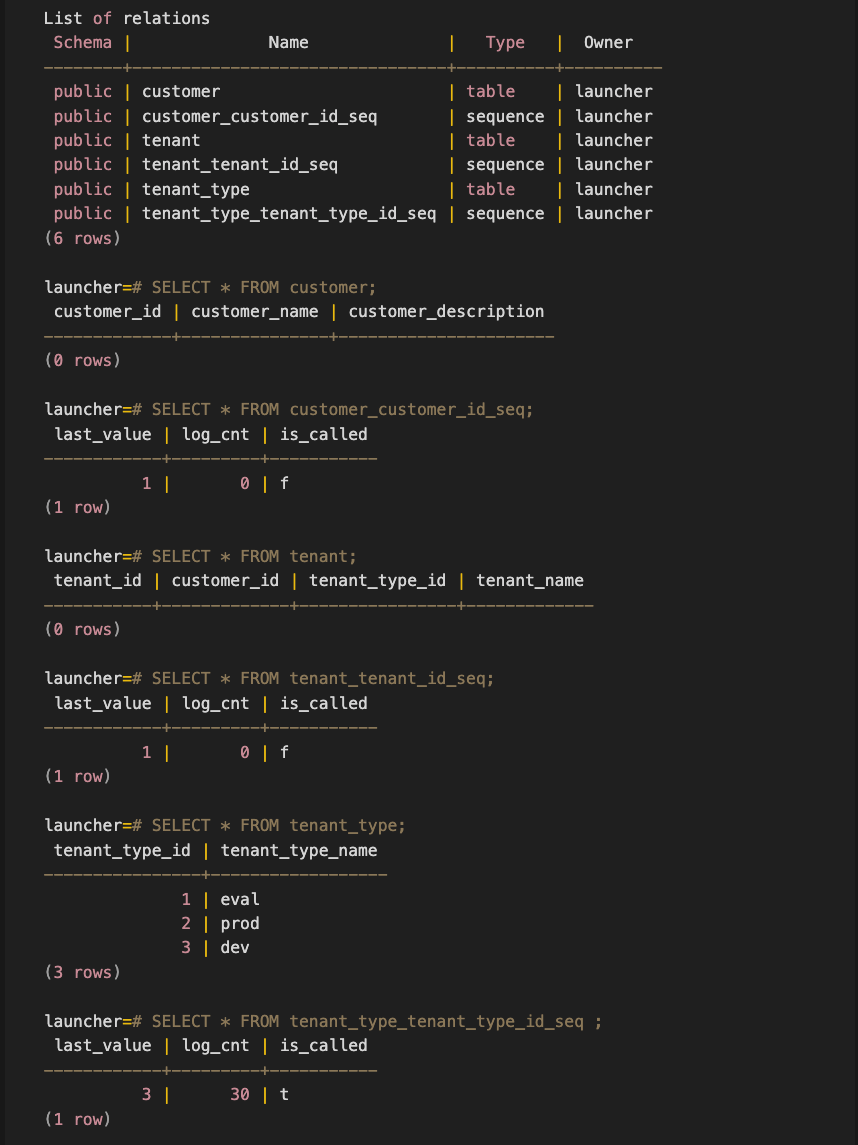 List of relations
 Schema |              Name              |   Type   |  Owner
--------+--------------------------------+----------+----------
 public | customer                       | table    | launcher
 public | customer_customer_id_seq       | sequence | launcher
 public | tenant                         | table    | launcher
 public | tenant_tenant_id_seq           | sequence | launcher
 public | tenant_type                    | table    | launcher
 public | tenant_type_tenant_type_id_seq | sequence | launcher
(6 rows)

launcher=# SELECT * FROM customer;
 customer_id | customer_name | customer_description
-------------+---------------+----------------------
(0 rows)

launcher=# SELECT * FROM customer_customer_id_seq;
 last_value | log_cnt | is_called
------------+---------+-----------
          1 |       0 | f
(1 row)

launcher=# SELECT * FROM tenant;
 tenant_id | customer_id | tenant_type_id | tenant_name
-----------+-------------+----------------+-------------
(0 rows)

launcher=# SELECT * FROM tenant_tenant_id_seq;
 last_value | log_cnt | is_called
------------+---------+-----------
          1 |       0 | f
(1 row)

launcher=# SELECT * FROM tenant_type;
 tenant_type_id | tenant_type_name
----------------+------------------
              1 | eval
              2 | prod
              3 | dev
(3 rows)

launcher=# SELECT * FROM tenant_type_tenant_type_id_seq ;
 last_value | log_cnt | is_called
------------+---------+-----------
          3 |      30 | t
(1 row)